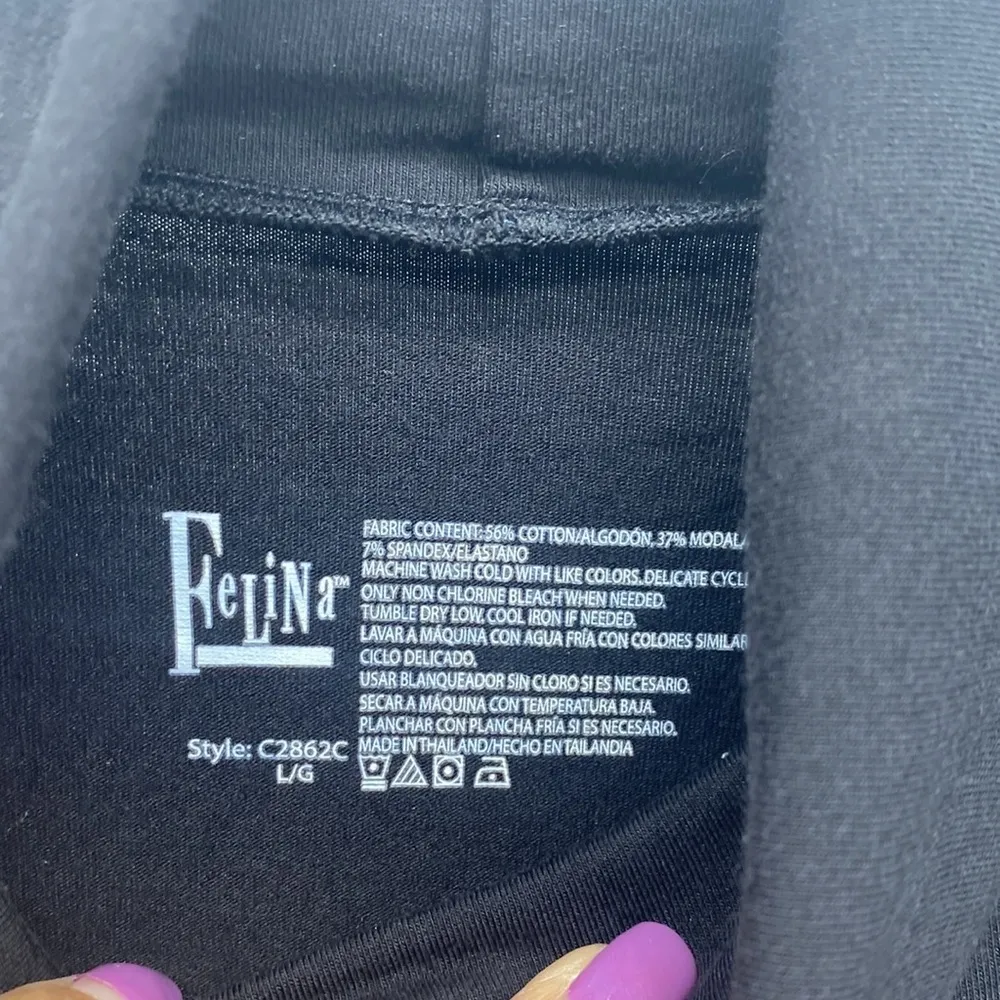 FELiNa™
Style: C2862C
L/G
FABRIC CONTENT: 56% COTTON/ALGODÓN, 37% MODAL/
7% SPANDEX/ELASTANO
MACHINE WASH COLD WITH LIKE COLORS. DELICATE CYCL
ONLY NON CHLORINE BLEACH WHEN NEEDED.
TUMBLE DRY LOW. COOL IRON IF NEEDED.
LAVAR A MÁQUINA CON AGUA FRÍA CON COLORES SIMILAR
CICLO DELICADO.
USAR BLANQUEADOR SIN CLORO SI ES NECESARIO.
SECAR A MÁQUINA CON TEMPERATURA BAJA.
PLANCHAR CON PLANCHA FRÍA SI ES NECESARIO.
MADE IN THAILAND/HECHO EN TAILANDIA